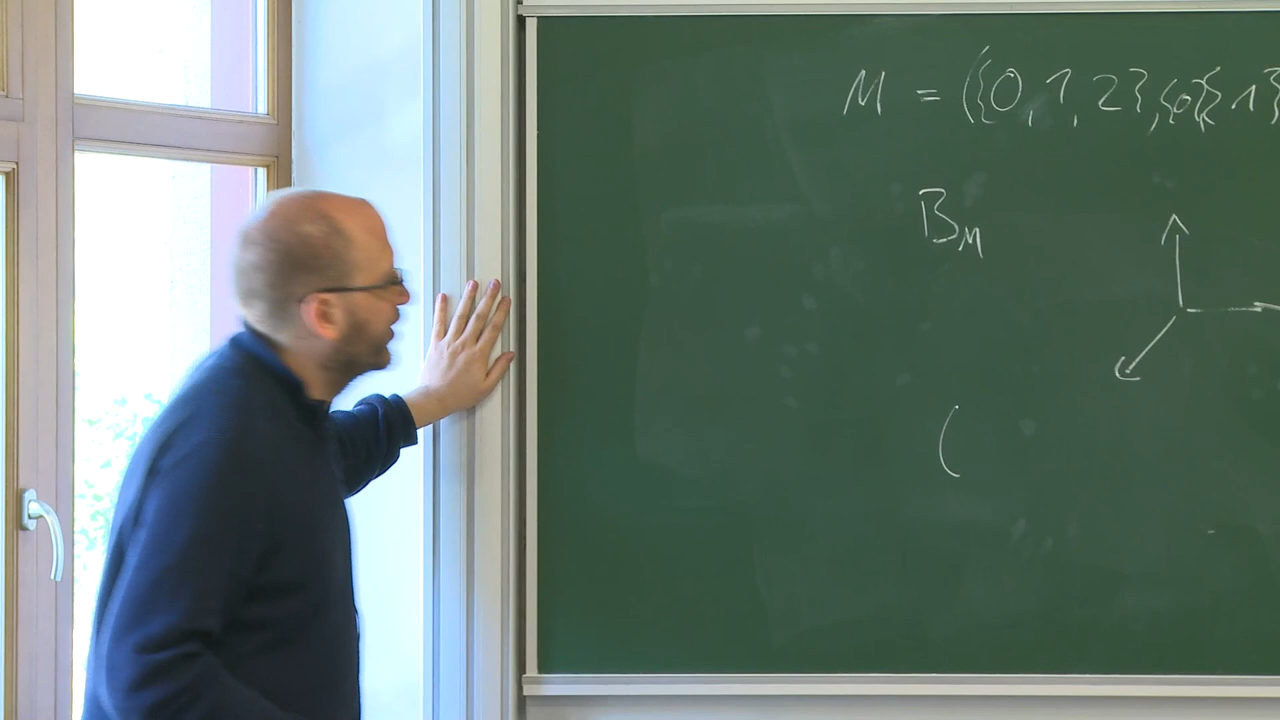 M = ({0, 1, 2}, {0}, {1}
B_M
(